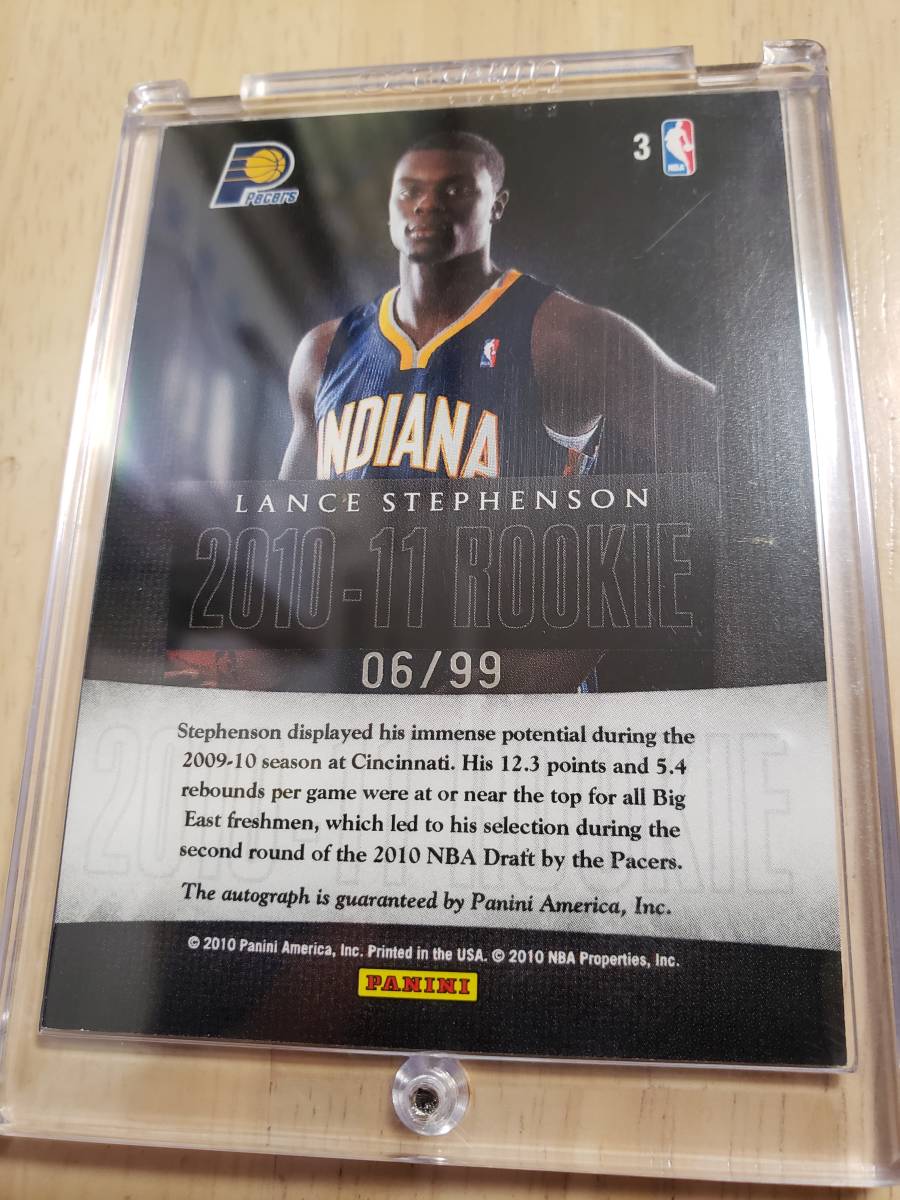 Pacers
3
NBA
INDIANA
LANCE STEPHENSON
2010-11 ROOKIE
06/99
Stephenson displayed his immense potential during the
2009-10 season at Cincinnati. His 12.3 points and 5.4
rebounds per game were at or near the top for all Big
East freshmen, which led to his selection during the
second round of the 2010 NBA Draft by the Pacers.
The autograph is guaranteed by Panini America, Inc.
© 2010 Panini America, Inc. Printed in the USA. © 2010 NBA Properties, Inc.
PANINI